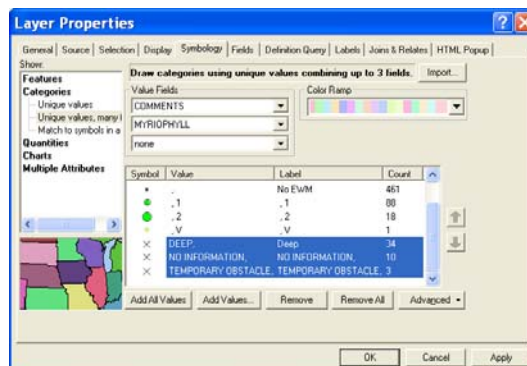 Layer Properties
General Source Selection Display Symbology Fields Definition Query Labels Joins & Relates HTML Popup
Show:
Features
Categories
Unique values
Unique values, many f
Match to symbols in a
Quantities
Charts
Multiple Attributes
Draw categories using unique values combining up to 3 fields.
Import...
Value Fields
Color Ramp
COMMENTS
MYRIOPHYLL
none
Symbol Value Label Count
, No EWM 461
, 1 , 1 88
, 2 , 2 18
, V , V 1
DEEP, Deep 34
NO INFORMATION, NO INFORMATION, 10
TEMPORARY OBSTACLE, TEMPORARY OBSTACLE, 3
Add All Values Add Values... Remove Remove All Advanced
OK Cancel Apply